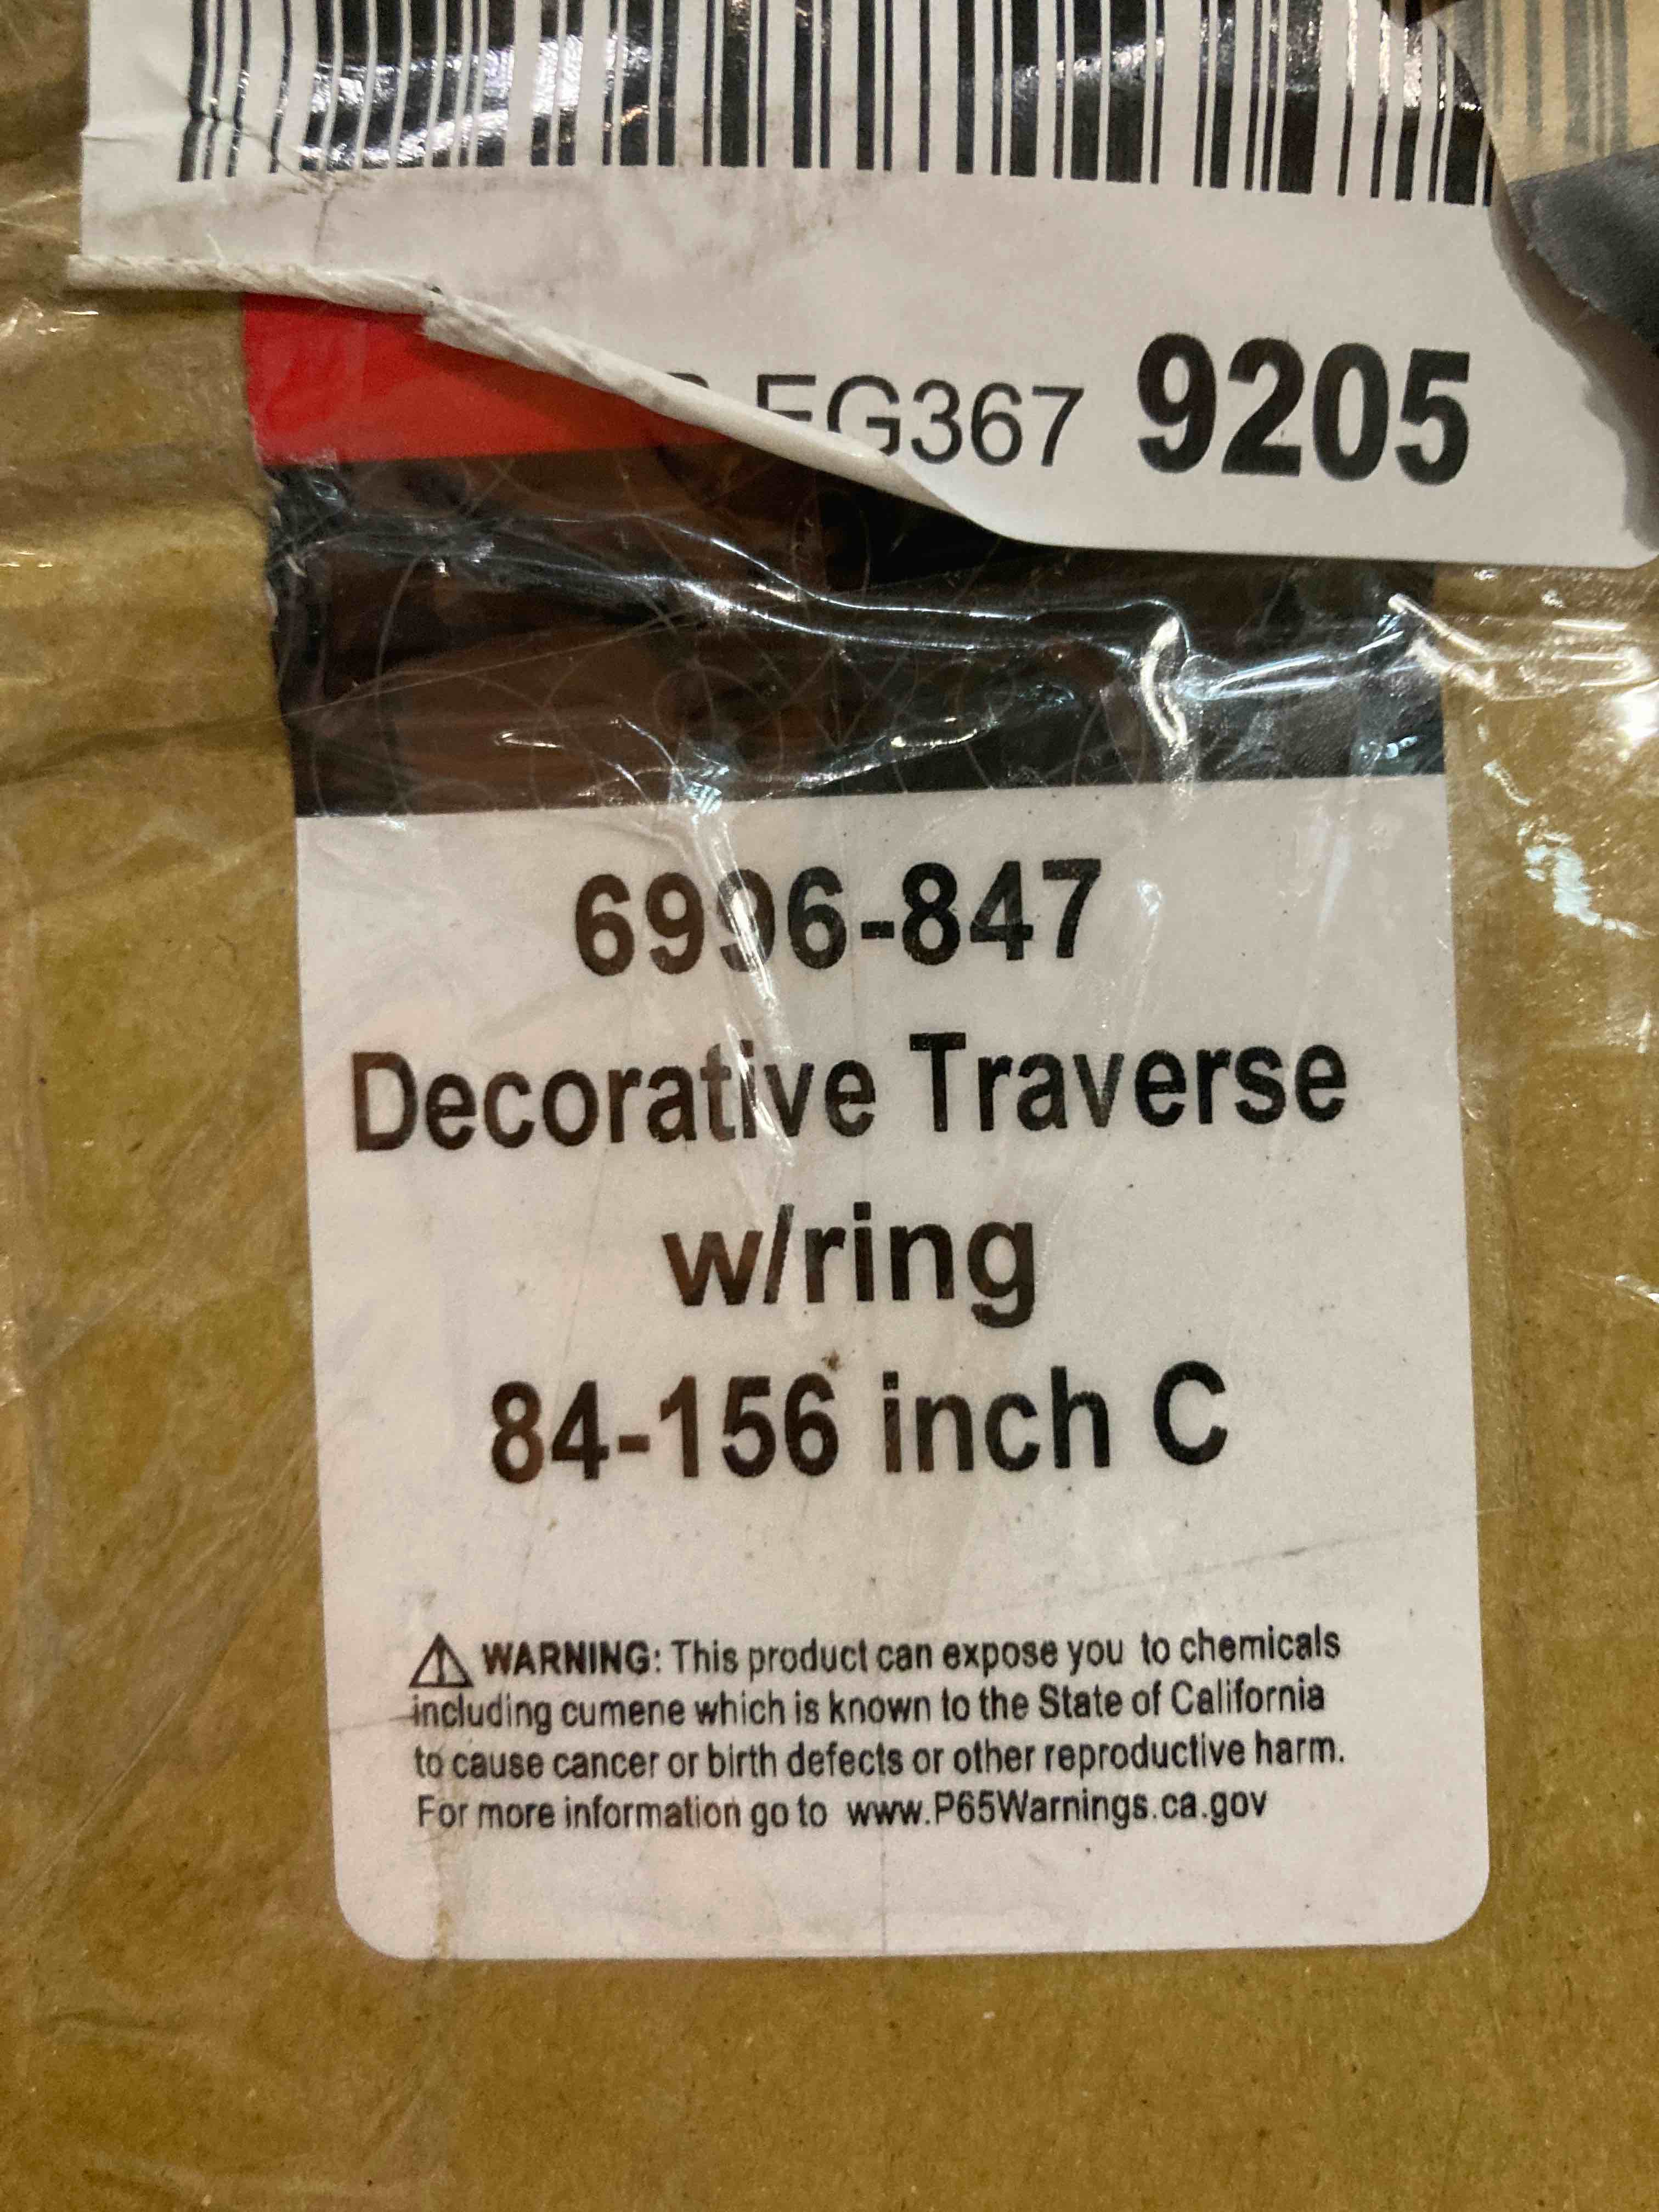 FG367 9205
6996-847
Decorative Traverse
w/ring
84-156 inch C
⚠ WARNING: This product can expose you to chemicals
including cumene which is known to the State of California
to cause cancer or birth defects or other reproductive harm.
For more information go to www.P65Warnings.ca.gov